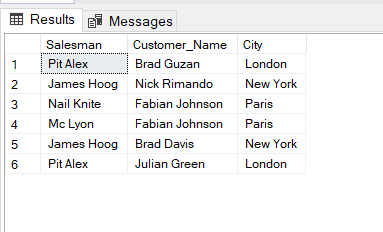 Results Messages
Salesman Customer_Name City
1 Pit Alex Brad Guzan London
2 James Hoog Nick Rimando New York
3 Nail Knite Fabian Johnson Paris
4 Mc Lyon Fabian Johnson Paris
5 James Hoog Brad Davis New York
6 Pit Alex Julian Green London